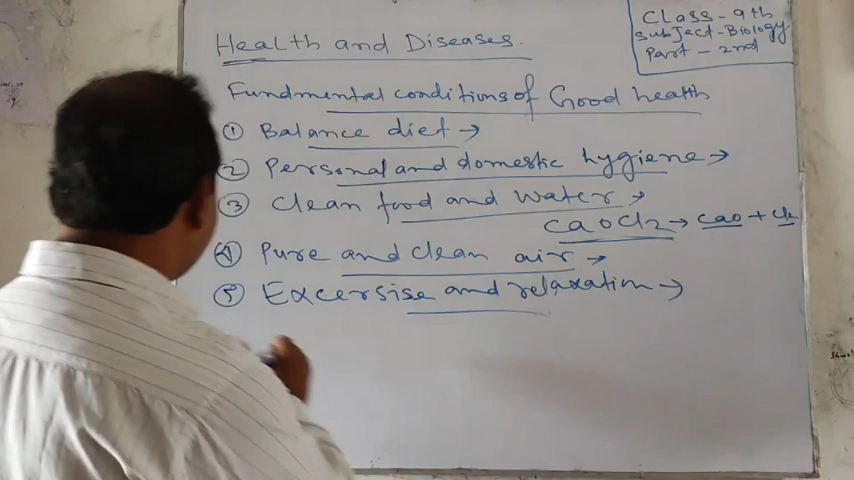 Class-9th
Subject-Biology
Part-2nd
Health and Diseases.
Fundmental conditions of Good health
① Balance diet→
② Personal and domestic hygiene→
③ Clean food and water→
CaOCl2→CaO+Cl2
④ Pure and clean air→
⑤ Excersise and relaxation→